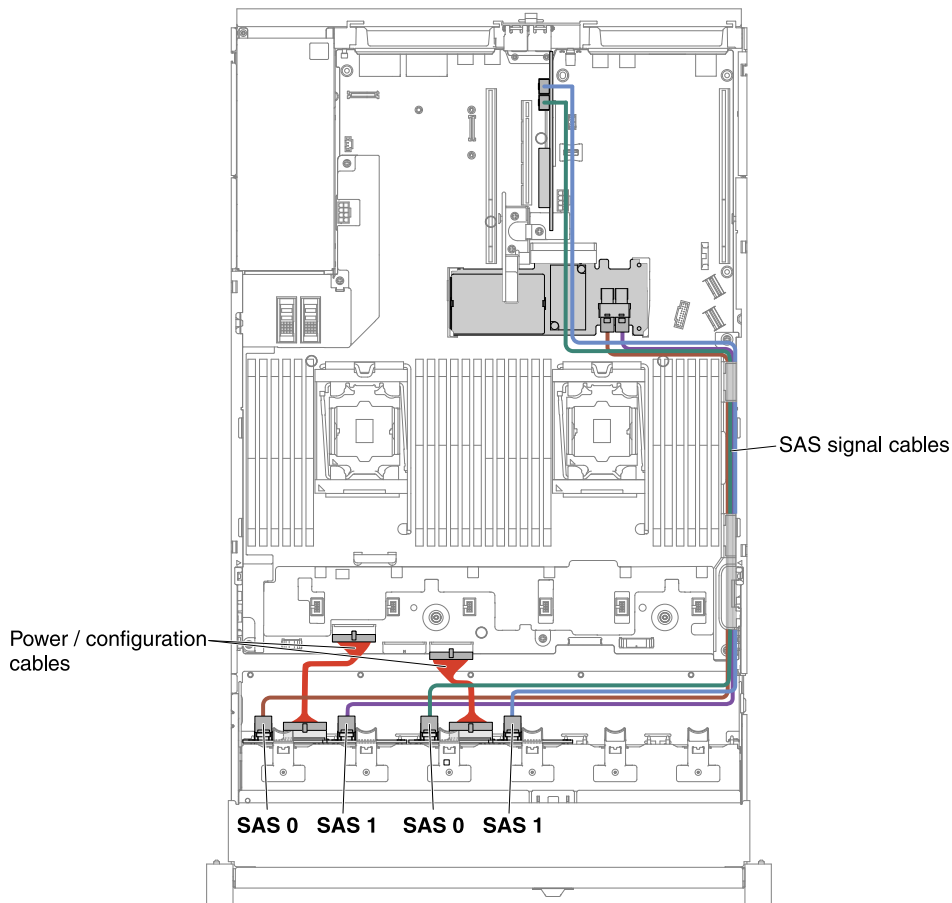 SAS signal cables
Power / configuration
cables
SAS 0 SAS 1 SAS 0 SAS 1